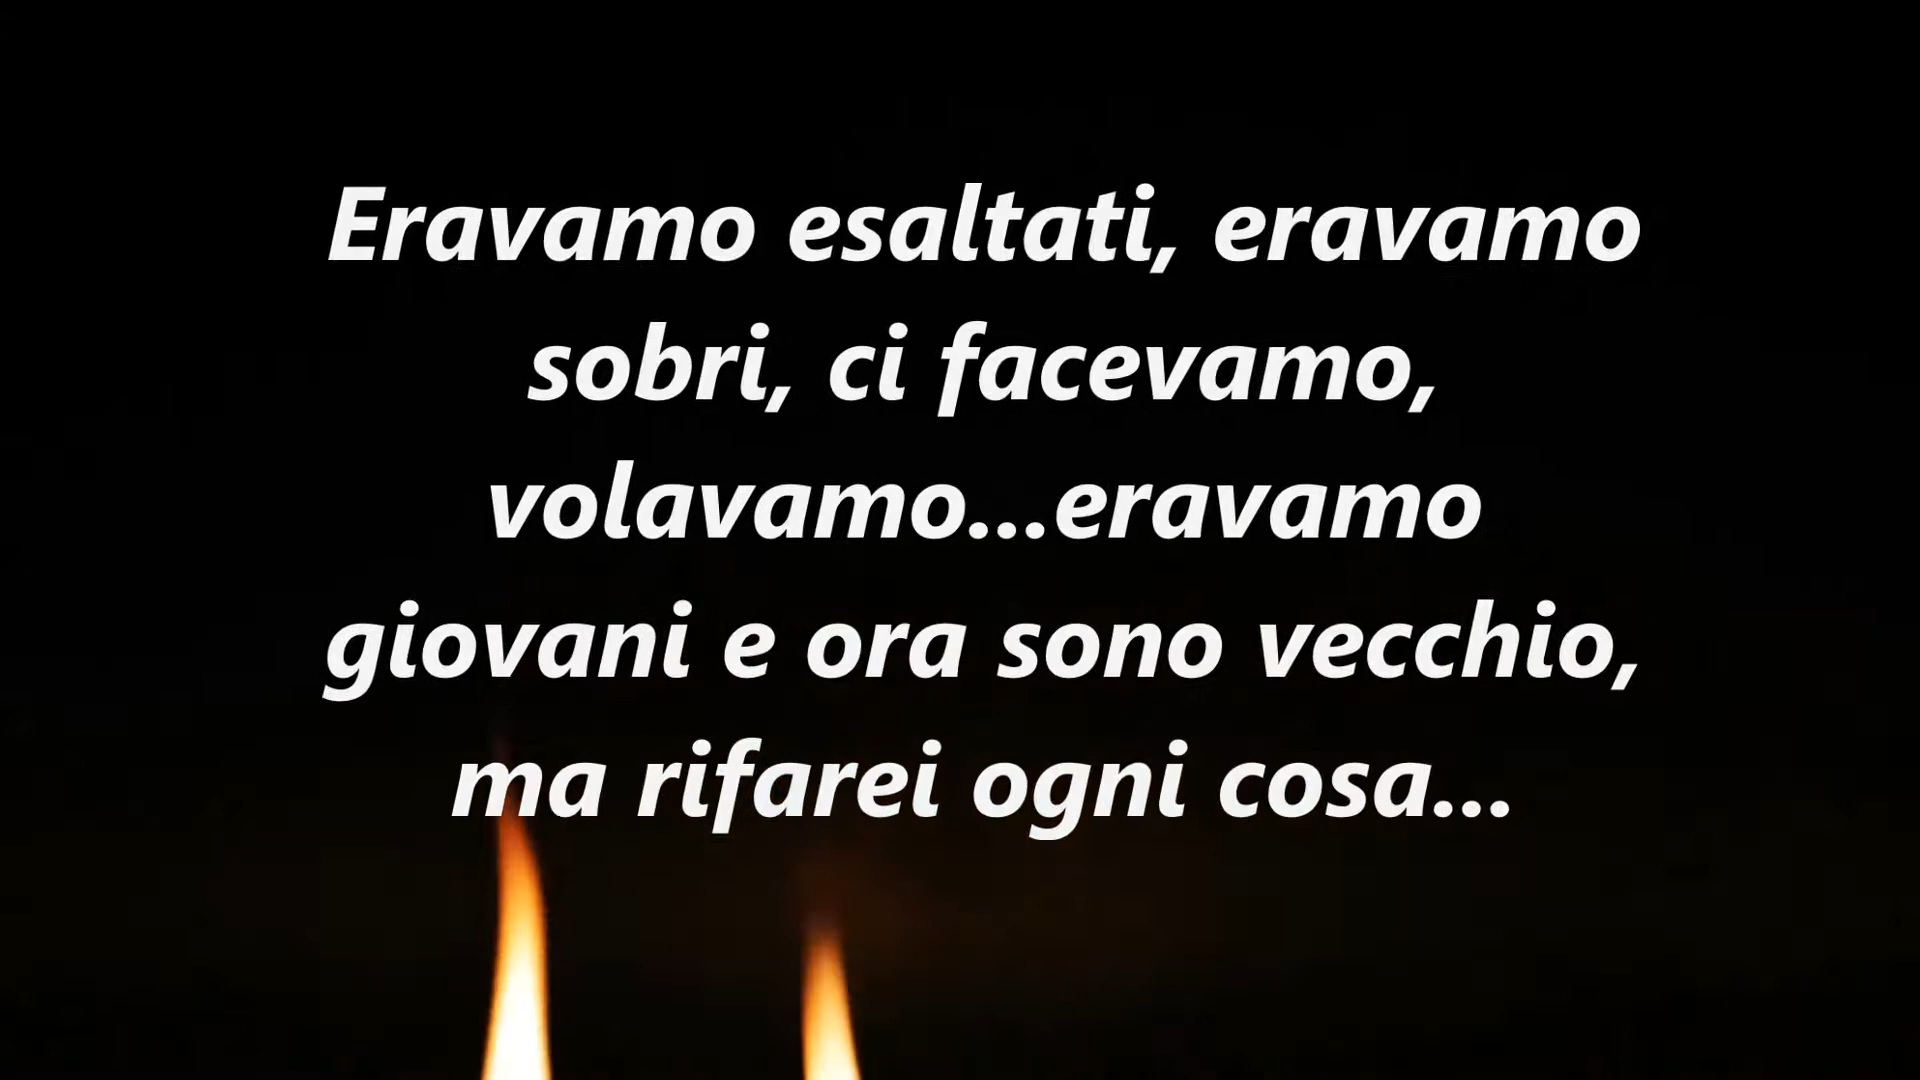 Eravamo esaltati, eravamo
sobri, ci facevamo,
volavamo...eravamo
giovani e ora sono vecchio,
ma rifarei ogni cosa...